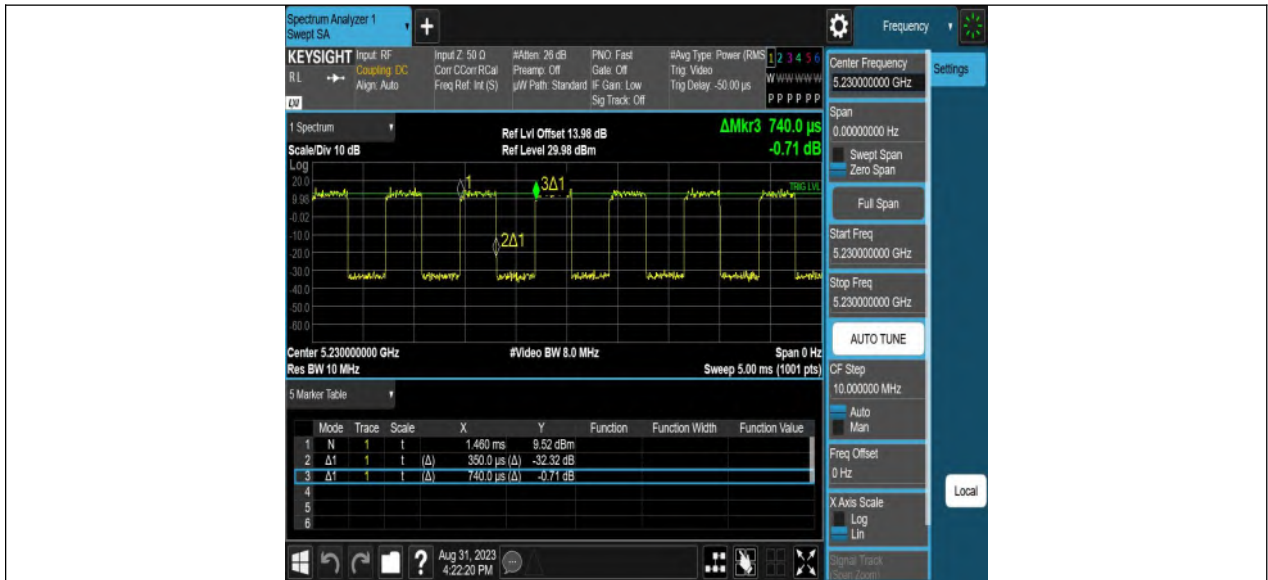 Spectrum Analyzer 1
Swept SA
+
Frequency
KEYSIGHT
RL
LXI
Input: RF
Coupling: DC
Align: Auto
Input Z: 50 Ω
Corr CCorr RCal
Freq Ref: Int (S)
#Atten: 26 dB
Preamp: Off
µW Path: Standard
PNO: Fast
Gate: Off
IF Gain: Low
Sig Track: Off
#Avg Type: Power (RMS
Trig: Video
Trig Delay: -50.00 µs
1 2 3 4 5 6
W W W W W W
P P P P P P
Center Frequency
5.230000000 GHz
Settings
1 Spectrum
Scale/Div 10 dB
Ref Lvl Offset 13.98 dB
Ref Level 29.98 dBm
ΔMkr3 740.0 µs
-0.71 dB
Log
20.0
9.98
-0.02
-10.0
-20.0
-30.0
-40.0
-50.0
-60.0
1
3Δ1
2Δ1
TRIG LVL
Center 5.230000000 GHz
Res BW 10 MHz
#Video BW 8.0 MHz
Span 0 Hz
Sweep 5.00 ms (1001 pts)
Span
0.00000000 Hz
Swept Span
Zero Span
Full Span
Start Freq
5.230000000 GHz
Stop Freq
5.230000000 GHz
AUTO TUNE
CF Step
10.000000 MHz
Auto
Man
Freq Offset
0 Hz
X Axis Scale
Log
Lin
Signal Track
(Span Zoom)
Local
5 Marker Table
Mode Trace Scale X Y Function Function Width Function Value
1 N 1 t 1.460 ms 9.52 dBm
2 Δ1 1 t (Δ) 350.0 µs (Δ) -32.32 dB
3 Δ1 1 t (Δ) 740.0 µs (Δ) -0.71 dB
4
5
6
?
Aug 31, 2023
4:22:20 PM